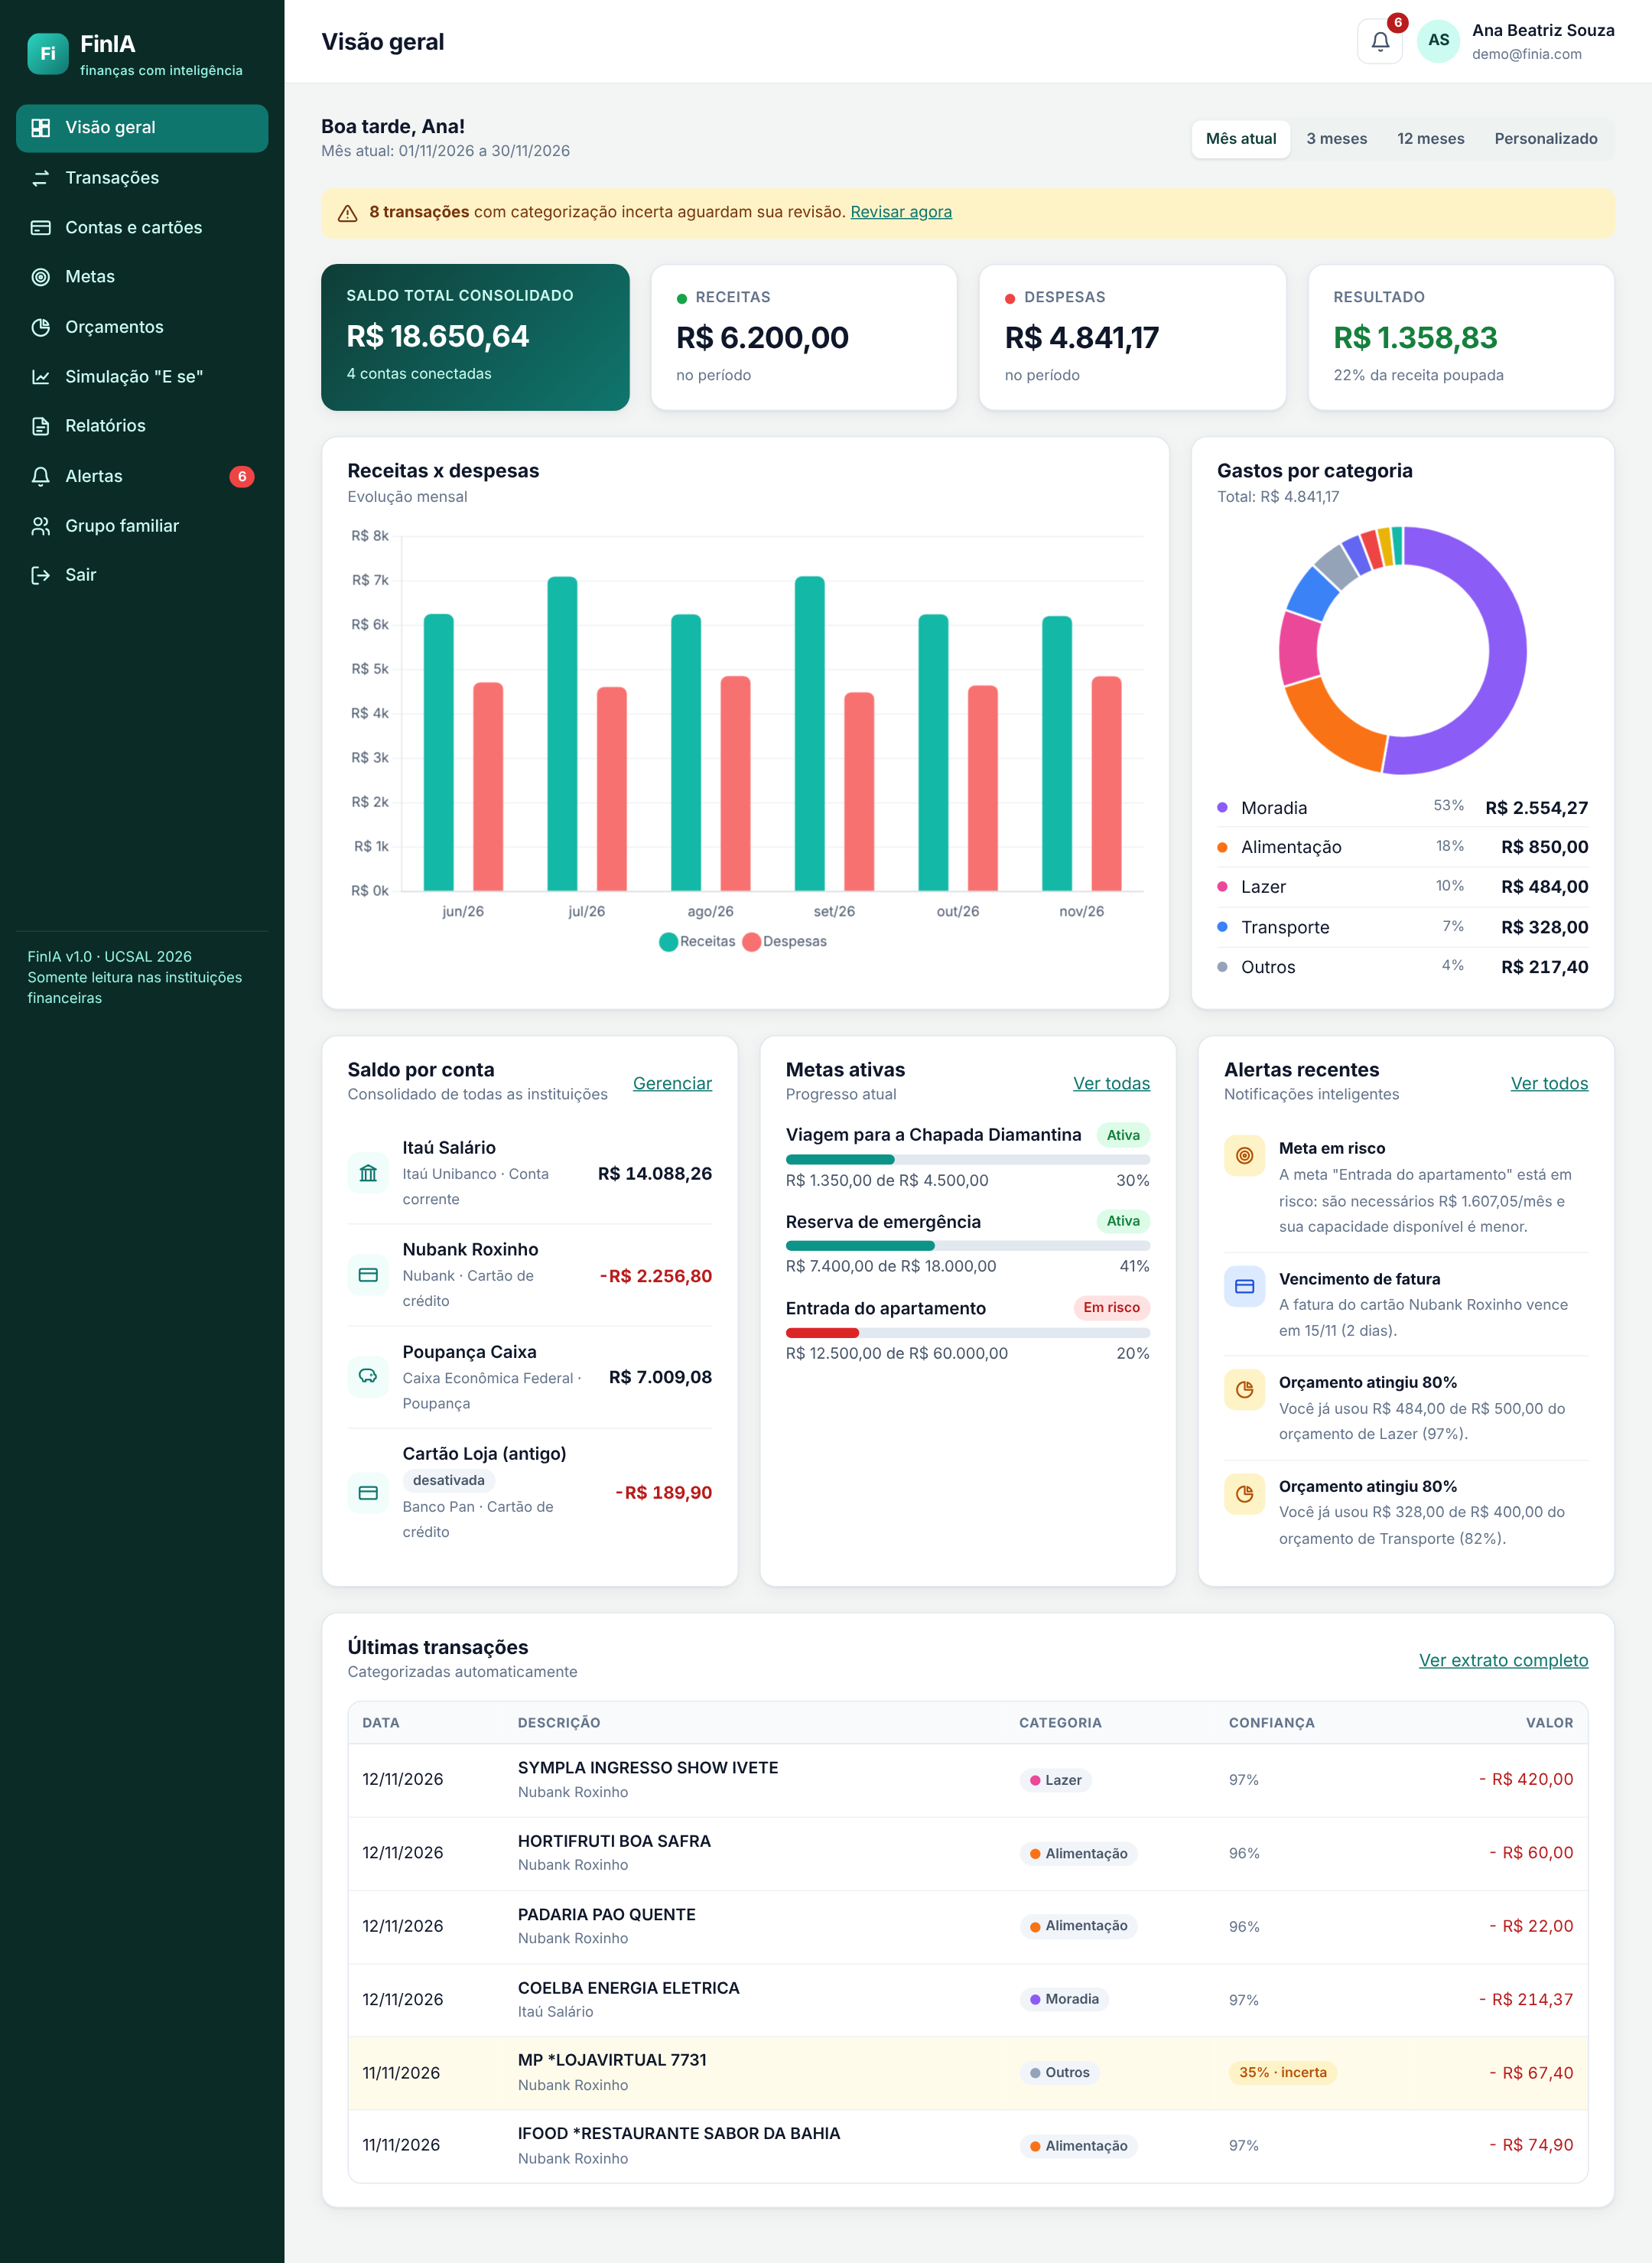 Fi
FinIA
finanças com inteligência
Visão geral
Transações
Contas e cartões
Metas
Orçamentos
Simulação "E se"
Relatórios
Alertas
6
Grupo familiar
Sair
FinIA v1.0 · UCSAL 2026
Somente leitura nas instituições
financeiras
Visão geral
6
AS
Ana Beatriz Souza
demo@finia.com
Boa tarde, Ana!
Mês atual: 01/11/2026 a 30/11/2026
Mês atual
3 meses
12 meses
Personalizado
8 transações com categorização incerta aguardam sua revisão. Revisar agora
SALDO TOTAL CONSOLIDADO
R$ 18.650,64
4 contas conectadas
RECEITAS
R$ 6.200,00
no período
DESPESAS
R$ 4.841,17
no período
RESULTADO
R$ 1.358,83
22% da receita poupada
Receitas x despesas
Evolução mensal
R$ 8k
R$ 7k
R$ 6k
R$ 5k
R$ 4k
R$ 3k
R$ 2k
R$ 1k
R$ 0k
jun/26
jul/26
ago/26
set/26
out/26
nov/26
Receitas
Despesas
Gastos por categoria
Total: R$ 4.841,17
Moradia 53% R$ 2.554,27
Alimentação 18% R$ 850,00
Lazer 10% R$ 484,00
Transporte 7% R$ 328,00
Outros 4% R$ 217,40
Saldo por conta
Consolidado de todas as instituições
Gerenciar
Itaú Salário
Itaú Unibanco · Conta
corrente
R$ 14.088,26
Nubank Roxinho
Nubank · Cartão de
crédito
-R$ 2.256,80
Poupança Caixa
Caixa Econômica Federal ·
Poupança
R$ 7.009,08
Cartão Loja (antigo)
desativada
Banco Pan · Cartão de
crédito
-R$ 189,90
Metas ativas
Progresso atual
Ver todas
Viagem para a Chapada Diamantina
Ativa
R$ 1.350,00 de R$ 4.500,00
30%
Reserva de emergência
Ativa
R$ 7.400,00 de R$ 18.000,00
41%
Entrada do apartamento
Em risco
R$ 12.500,00 de R$ 60.000,00
20%
Alertas recentes
Notificações inteligentes
Ver todos
Meta em risco
A meta "Entrada do apartamento" está em
risco: são necessários R$ 1.607,05/mês e
sua capacidade disponível é menor.
Vencimento de fatura
A fatura do cartão Nubank Roxinho vence
em 15/11 (2 dias).
Orçamento atingiu 80%
Você já usou R$ 484,00 de R$ 500,00 do
orçamento de Lazer (97%).
Orçamento atingiu 80%
Você já usou R$ 328,00 de R$ 400,00 do
orçamento de Transporte (82%).
Últimas transações
Categorizadas automaticamente
Ver extrato completo
DATA DESCRIÇÃO CATEGORIA CONFIANÇA VALOR
12/11/2026 SYMPLA INGRESSO SHOW IVETE Lazer 97% - R$ 420,00
Nubank Roxinho
12/11/2026 HORTIFRUTI BOA SAFRA Alimentação 96% - R$ 60,00
Nubank Roxinho
12/11/2026 PADARIA PAO QUENTE Alimentação 96% - R$ 22,00
Nubank Roxinho
12/11/2026 COELBA ENERGIA ELETRICA Moradia 97% - R$ 214,37
Itaú Salário
11/11/2026 MP *LOJAVIRTUAL 7731 Outros 35% · incerta - R$ 67,40
Nubank Roxinho
11/11/2026 IFOOD *RESTAURANTE SABOR DA BAHIA Alimentação 97% - R$ 74,90
Nubank Roxinho